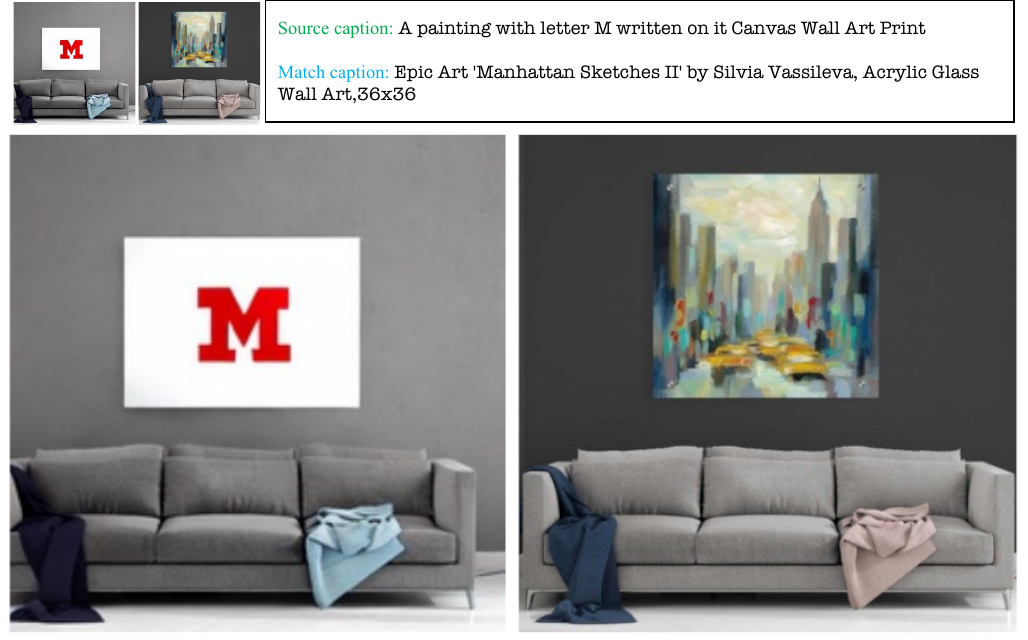 M
Source caption: A painting with letter M written on it Canvas Wall Art Print
Match caption: Epic Art 'Manhattan Sketches II' by Silvia Vassileva, Acrylic Glass
Wall Art,36x36
M